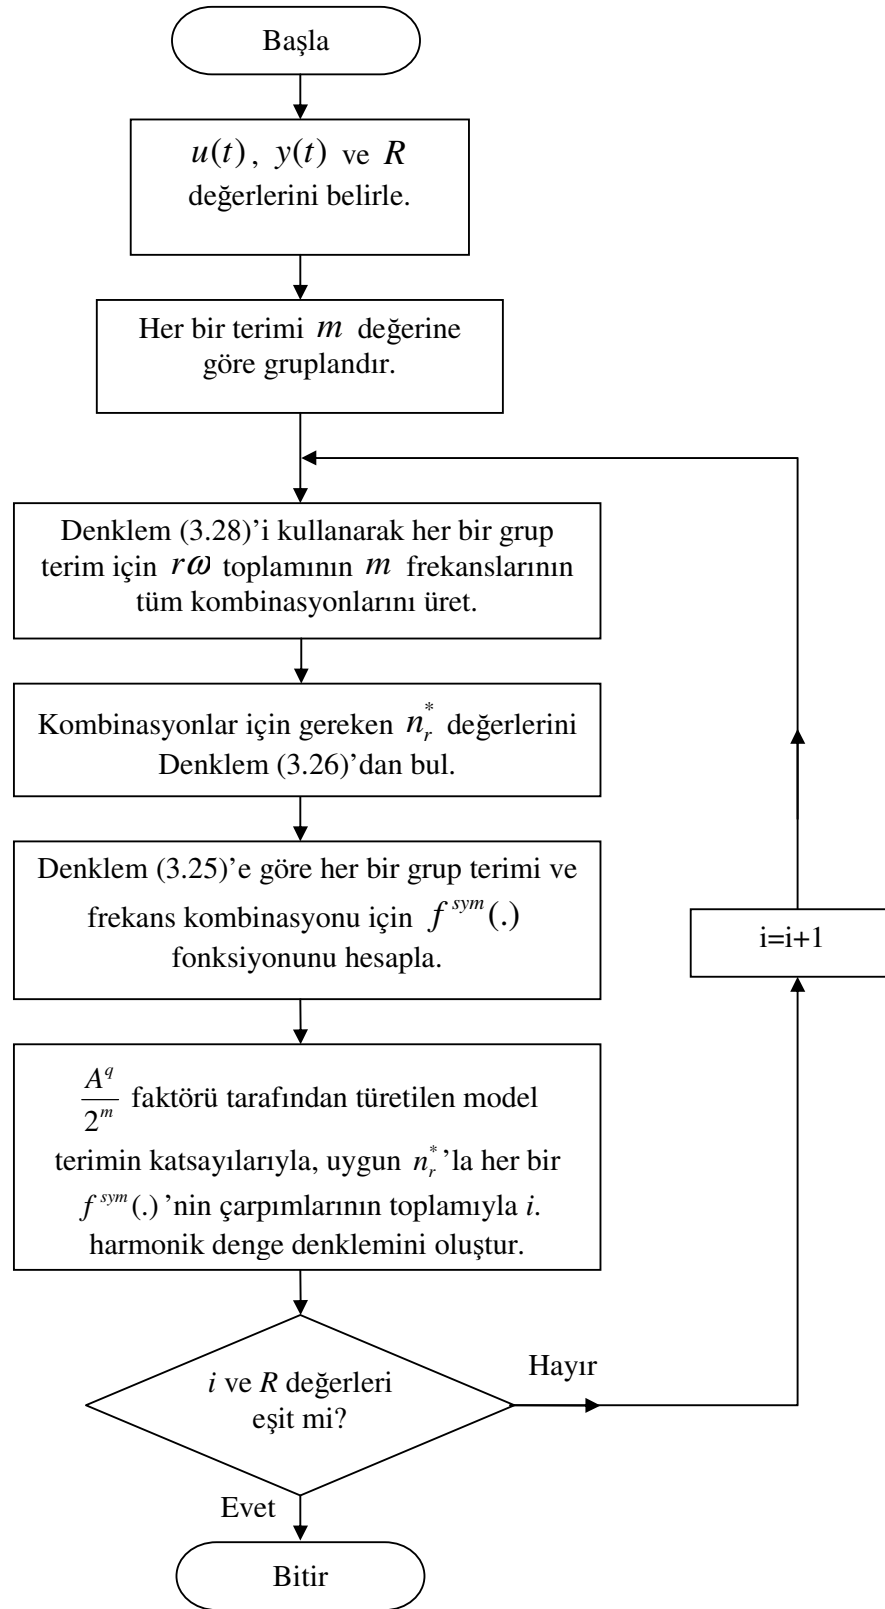 Başla
u(t), y(t) ve R
değerlerini belirle.
Her bir terimi m değerine
göre gruplandır.
Denklem (3.28)'i kullanarak her bir grup
terim için rω toplamının m frekanslarının
tüm kombinasyonlarını üret.
Kombinasyonlar için gereken n_r^* değerlerini
Denklem (3.26)'dan bul.
Denklem (3.25)'e göre her bir grup terimi ve
frekans kombinasyonu için f^{sym}(.)
fonksiyonunu hesapla.
i=i+1
\frac{A^q}{2^m} faktörü tarafından türetilen model
terimin katsayılarıyla, uygun n_r^*'la her bir
f^{sym}(.)'nin çarpımlarının toplamıyla i.
harmonik denge denklemini oluştur.
i ve R değerleri
eşit mi?
Hayır
Evet
Bitir